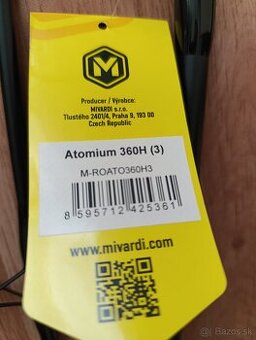 M
Producer / Výrobce:
MIVARDI s.r.o.
Tlustého 2401/4, Praha 9, 193 00
Czech Republic
Atomium 360H (3)
M-ROATO360H3
8 595712 425361
www.mivardi.com
Bazos.sk